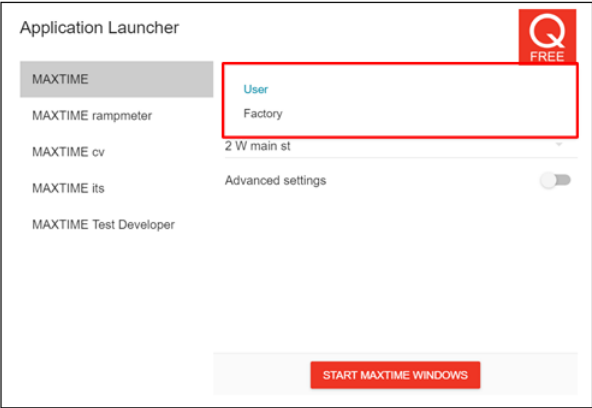 Application Launcher
Q
FREE
MAXTIME
MAXTIME rampmeter
MAXTIME cv
MAXTIME its
MAXTIME Test Developer
User
Factory
2 W main st
Advanced settings
START MAXTIME WINDOWS